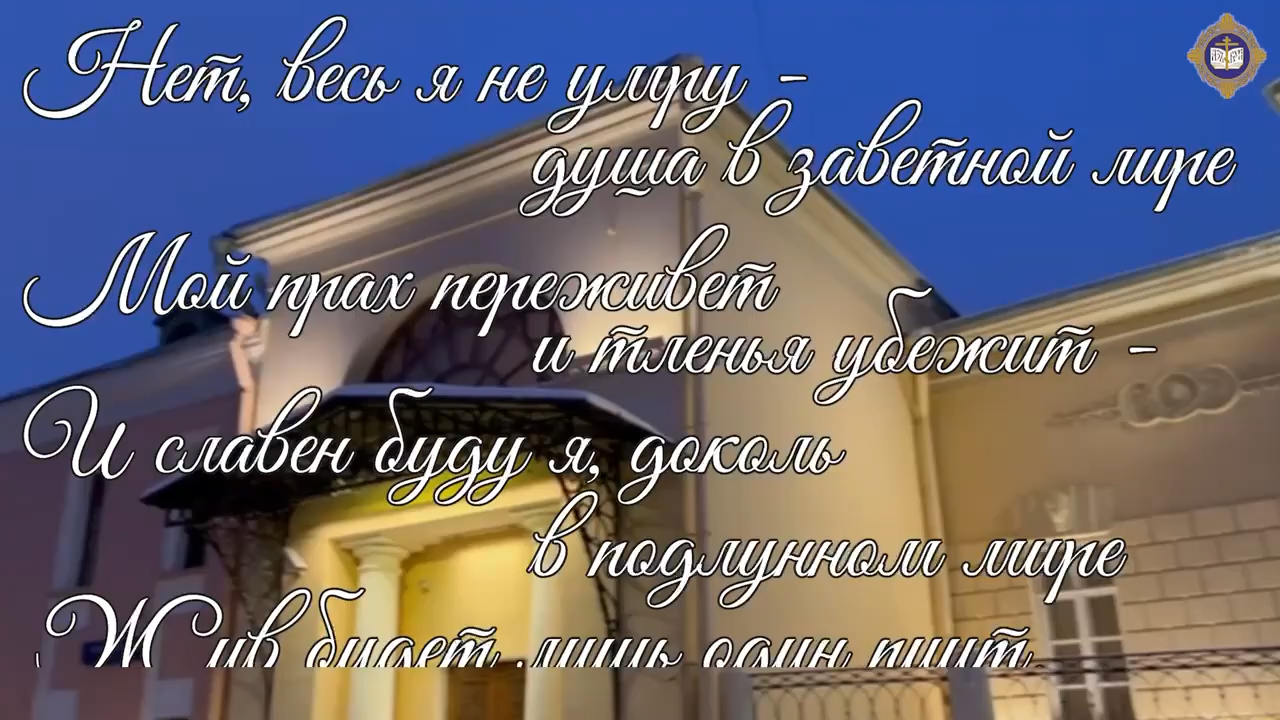 Нет, весь я не умру –
душа в заветной лире
Мой прах переживет
и тленья убежит –
И славен буду я, доколь
в подлунном мире
Жив будет лишь один пиит